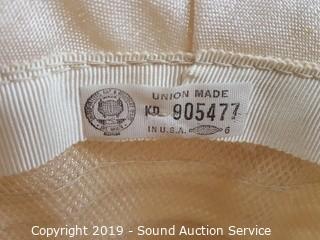 UNION MADE
KD 905477
IN U.S.A. 6
Copyright 2019 - Sound Auction Service